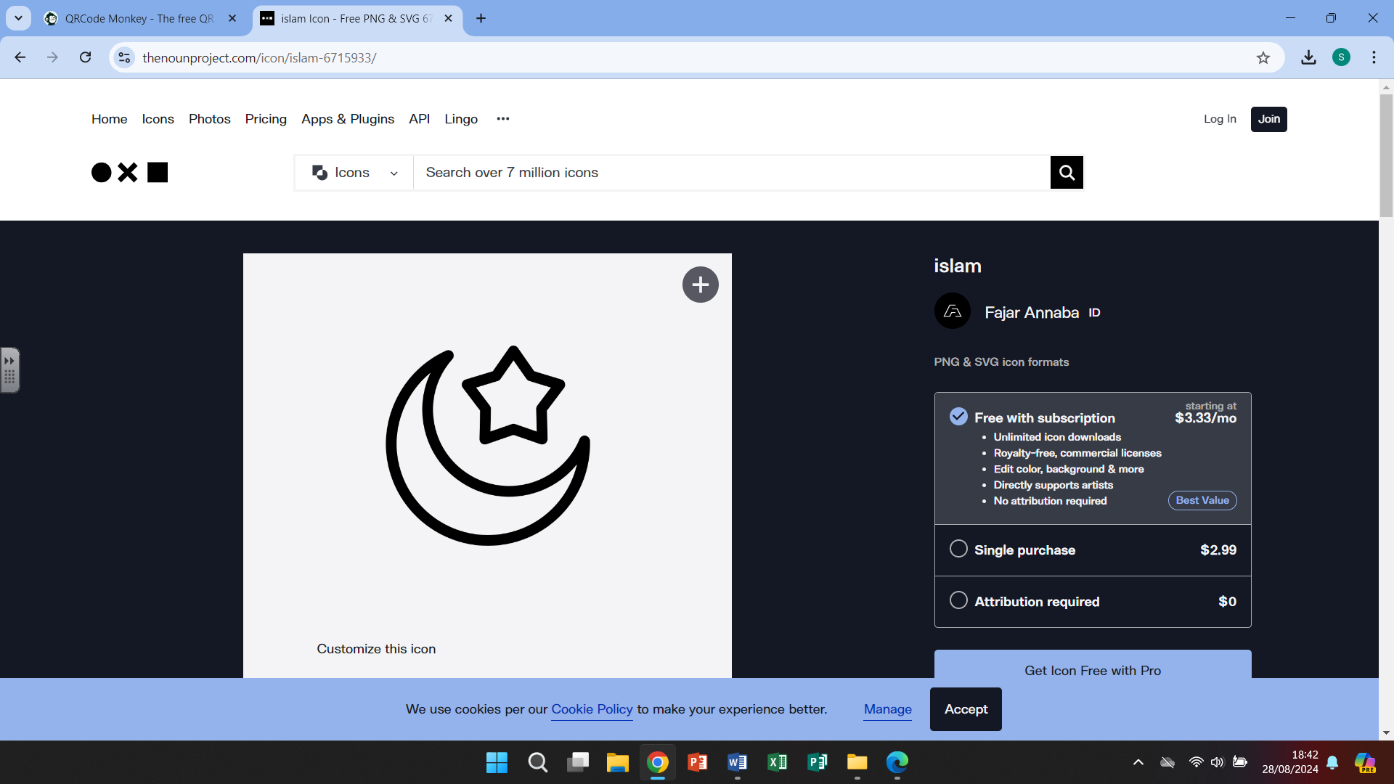 QRCode Monkey - The free QR
islam Icon - Free PNG & SVG 67
thenounproject.com/icon/islam-6715933/
S
Home Icons Photos Pricing Apps & Plugins API Lingo
Log In Join
Icons Search over 7 million icons
islam
Fajar Annaba ID
PNG & SVG icon formats
Free with subscription
starting at
$3.33/mo
• Unlimited icon downloads
• Royalty-free, commercial licenses
• Edit color, background & more
• Directly supports artists
• No attribution required
Best Value
Single purchase $2.99
Attribution required $0
Customize this icon
Get Icon Free with Pro
We use cookies per our Cookie Policy to make your experience better. Manage Accept
18:42
28/08/2024
PRE